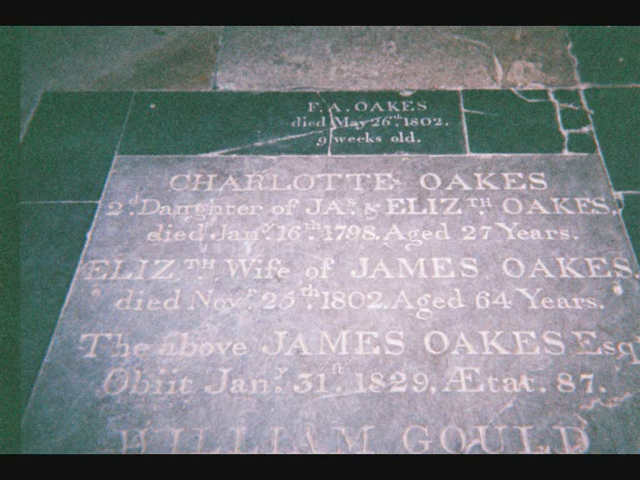 F. A. OAKES
died May 26th 1802.
9 weeks old.
CHARLOTTE OAKES
2d Daughter of JAs & ELIZTH OAKES,
died Jany 16th 1798. Aged 27 Years.
ELIZTH Wife of JAMES OAKES
died Novr 25th 1802. Aged 64 Years.
The above JAMES OAKES Esqr
Obiit Jany 31st 1829, Ætat. 87.
WILLIAM GOULD